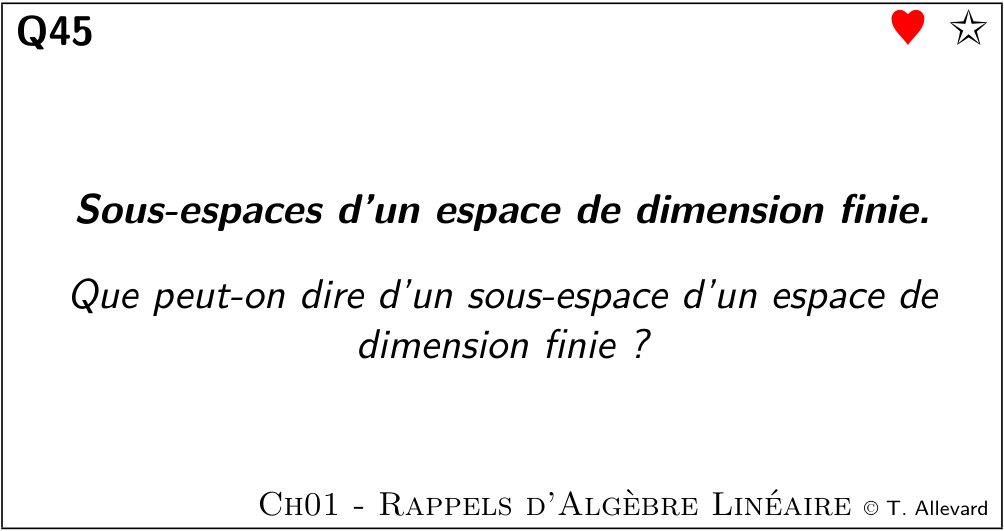 Q45
Sous-espaces d'un espace de dimension finie.
Que peut-on dire d'un sous-espace d'un espace de
dimension finie ?
Ch01 - Rappels d'Algèbre Linéaire © T. Allevard